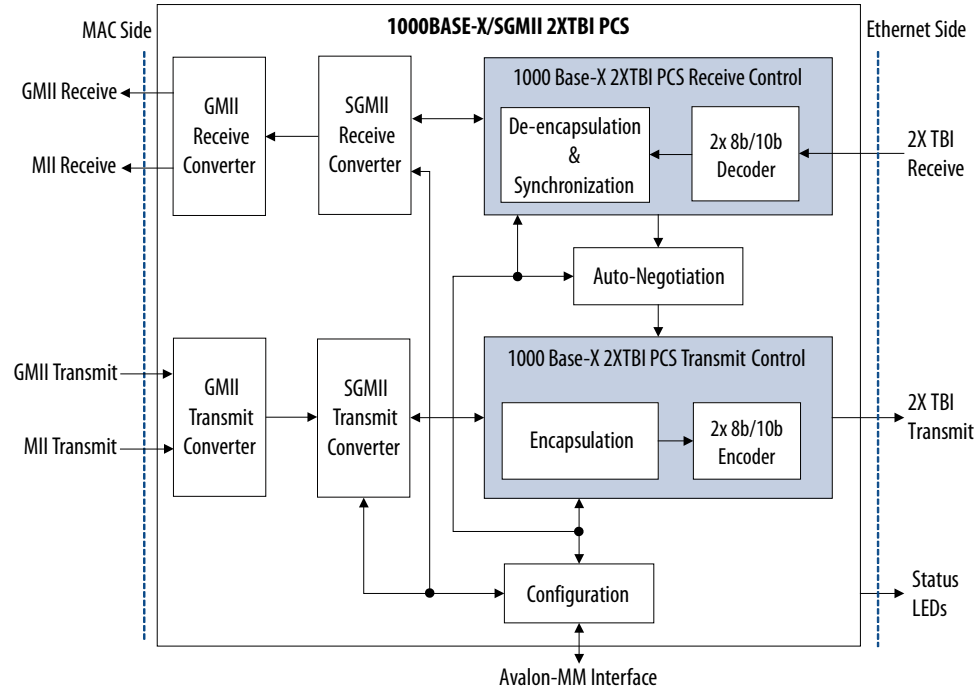 1000BASE-X/SGMII 2XTBI PCS
MAC Side
Ethernet Side
GMII Receive
MII Receive
GMII
Receive
Converter
SGMII
Receive
Converter
1000 Base-X 2XTBI PCS Receive Control
De-encapsulation
&
Synchronization
2x 8b/10b
Decoder
2X TBI
Receive
Auto-Negotiation
GMII Transmit
MII Transmit
GMII
Transmit
Converter
SGMII
Transmit
Converter
1000 Base-X 2XTBI PCS Transmit Control
Encapsulation
2x 8b/10b
Encoder
2X TBI
Transmit
Configuration
Status
LEDs
Avalon-MM Interface